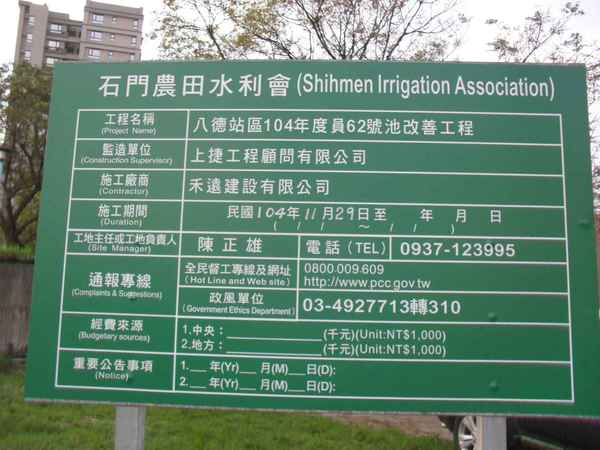 石門農田水利會(Shihmen Irrigation Association)
工程名稱
(Project Name)
八德站區104年度員62號池改善工程
監造單位
(Construction Supervisor)
上捷工程顧問有限公司
施工廠商
(Contractor)
禾遠建設有限公司
施工期間
(Duration)
民國104年11月29日至 年 月 日
( / / ~ / / )
工地主任或工地負責人
(Site Manager)
陳正雄
電話(TEL)
0937-123995
通報專線
(Complaints & Suggestions)
全民督工專線及網址
(Hot Line and Web site)
0800.009.609
http://www.pcc.gov.tw
政風單位
(Government Ethics Department)
03-4927713轉310
經費來源
(Budgetary sources)
1.中央：____________(千元)(Unit:NT$1,000)
2.地方：____________(千元)(Unit:NT$1,000)
重要公告事項
(Notice)
1.___年(Yr)___月(M)___日(D):
2.___年(Yr)___月(M)___日(D):